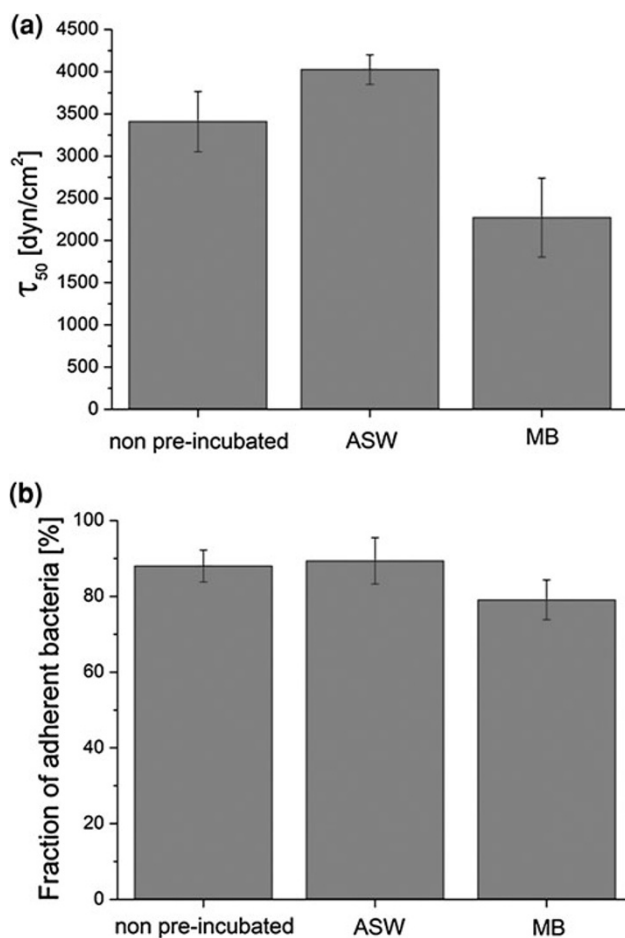 (a)
4500
4000
3500
3000
2500
2000
1500
1000
500
0
τ50 [dyn/cm2]
non pre-incubated
ASW
MB
(b)
100
80
60
40
20
0
Fraction of adherent bacteria [%]
non pre-incubated
ASW
MB